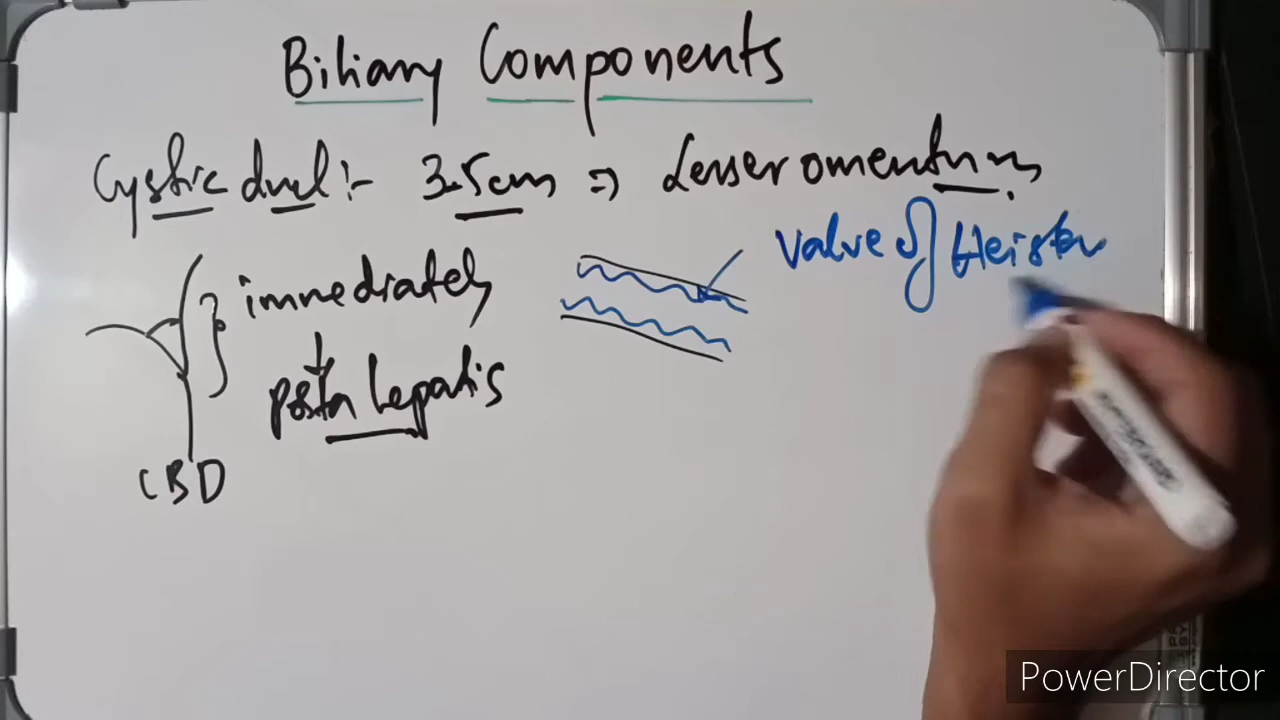 Biliary Components
Cystic duct :- 3.5cm => Lesser omentum.
Valve of Heister
immediately
porta hepatis
CBD
PowerDirector